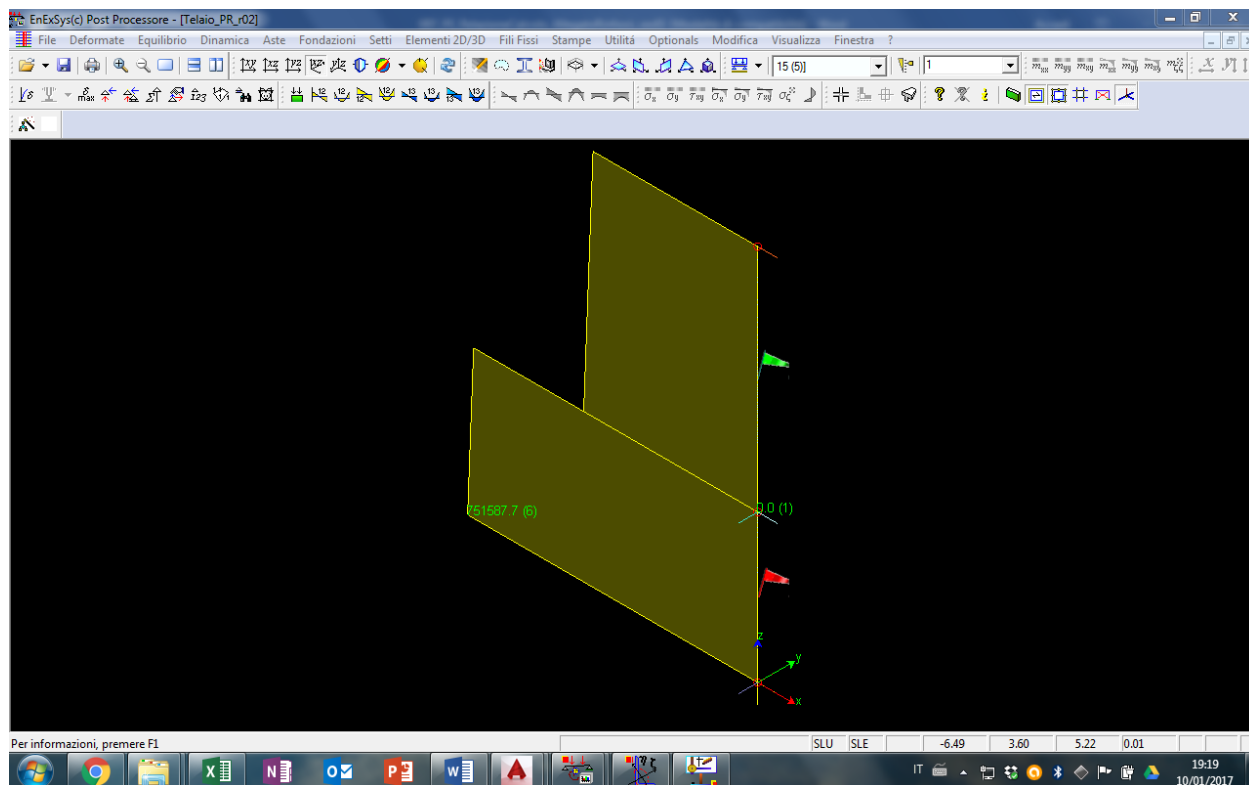 EnExSys(c) Post Processore - [Telaio_PR_r02]
File Deformate Equilibrio Dinamica Aste Fondazioni Setti Elementi 2D/3D Fili Fissi Stampe Utilitá Optionals Modifica Visualizza Finestra ?
15 (5)] 1
max
751587.7 (6)
0.0 (1)
z
y
x
Per informazioni, premere F1 SLU SLE -6.49 3.60 5.22 0.01
IT 19:19
10/01/2017